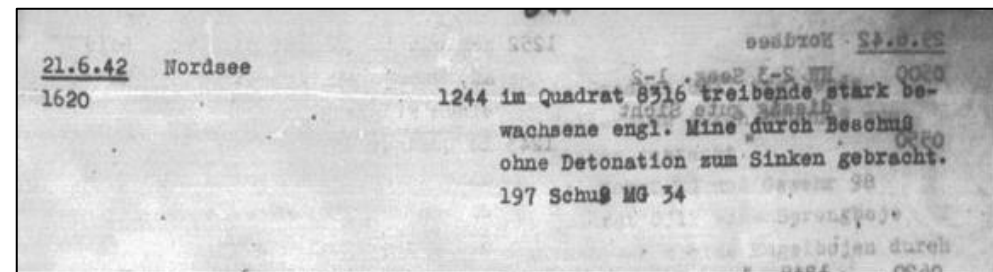 21.6.42 Nordsee
1620 1244 im Quadrat 8316 treibende stark be-
wachsene engl. Mine durch Beschuß
ohne Detonation zum Sinken gebracht.
197 Schuß MG 34